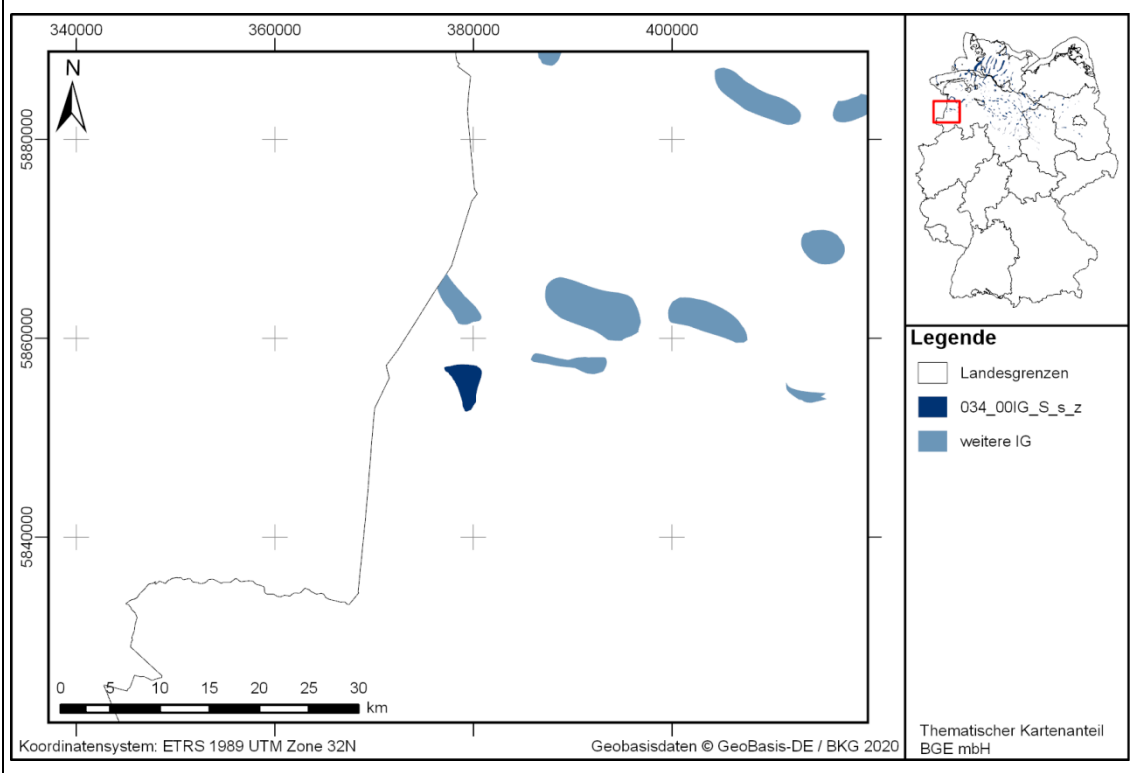 340000 360000 380000 400000
N
5880000
5860000
5840000
0 5 10 15 20 25 30
km
Koordinatensystem: ETRS 1989 UTM Zone 32N
Geobasisdaten © GeoBasis-DE / BKG 2020
Legende
Landesgrenzen
034_00IG_S_s_z
weitere IG
Thematischer Kartenanteil
BGE mbH